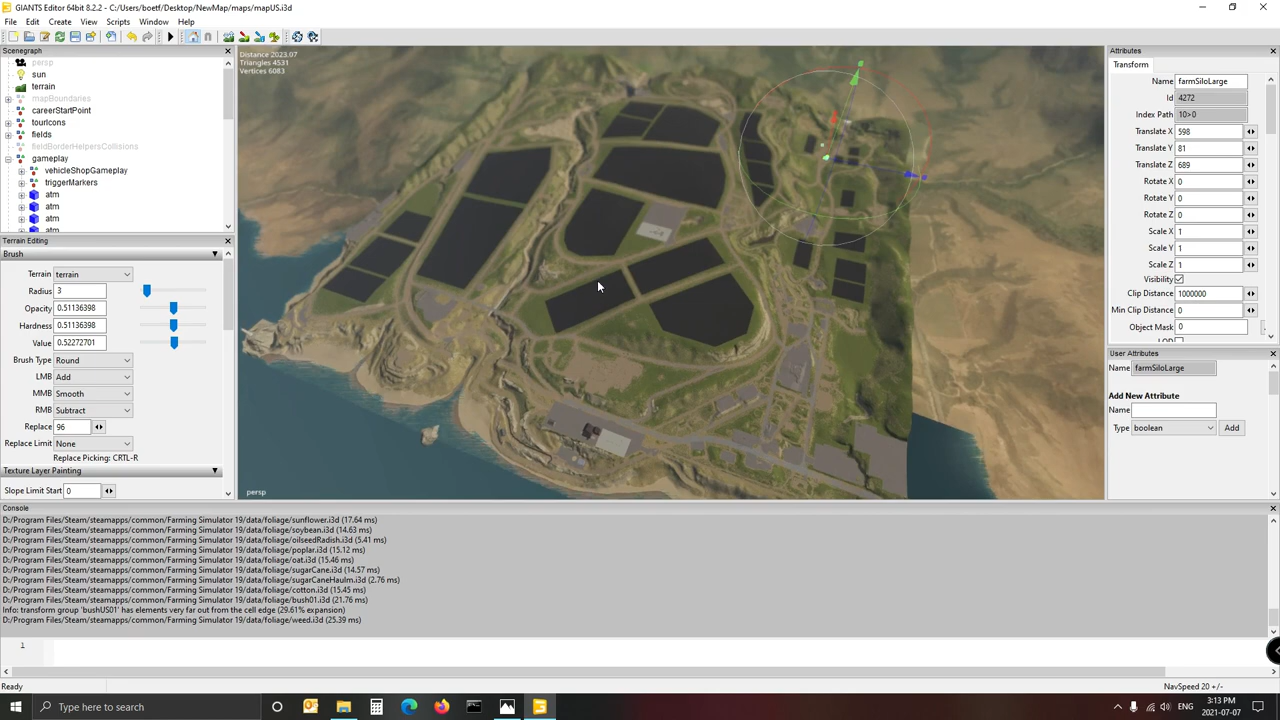 GIANTS Editor 64bit 8.2.2 - C:/Users/boetf/Desktop/NewMap/maps/mapUS.i3d
File Edit Create View Scripts Window Help
Scenegraph
persp
sun
terrain
mapBoundaries
careerStartPoint
tourIcons
fields
fieldBorderHelpersCollisions
gameplay
vehicleShopGameplay
triggerMarkers
atm
atm
atm
atm
Terrain Editing
Brush
Terrain terrain
Radius 3
Opacity 0.51136398
Hardness 0.51136398
Value 0.52272701
Brush Type Round
LMB Add
MMB Smooth
RMB Subtract
Replace 96
Replace Limit None
Replace Picking: CRTL-R
Texture Layer Painting
Slope Limit Start 0
Distance 2023.07
Triangles 4531
Vertices 6083
persp
Attributes
Transform
Name farmSiloLarge
Id 4272
Index Path 10>0
Translate X 598
Translate Y 81
Translate Z 689
Rotate X 0
Rotate Y 0
Rotate Z 0
Scale X 1
Scale Y 1
Scale Z 1
Visibility
Clip Distance 1000000
Min Clip Distance 0
Object Mask 0
User Attributes
Name farmSiloLarge
Add New Attribute
Name
Type boolean Add
Console
D:/Program Files/Steam/steamapps/common/Farming Simulator 19/data/foliage/sunflower.i3d (17.64 ms)
D:/Program Files/Steam/steamapps/common/Farming Simulator 19/data/foliage/soybean.i3d (14.63 ms)
D:/Program Files/Steam/steamapps/common/Farming Simulator 19/data/foliage/oilseedRadish.i3d (5.41 ms)
D:/Program Files/Steam/steamapps/common/Farming Simulator 19/data/foliage/poplar.i3d (15.12 ms)
D:/Program Files/Steam/steamapps/common/Farming Simulator 19/data/foliage/oat.i3d (15.46 ms)
D:/Program Files/Steam/steamapps/common/Farming Simulator 19/data/foliage/sugarCane.i3d (14.57 ms)
D:/Program Files/Steam/steamapps/common/Farming Simulator 19/data/foliage/sugarCaneHaulm.i3d (2.76 ms)
D:/Program Files/Steam/steamapps/common/Farming Simulator 19/data/foliage/cotton.i3d (15.45 ms)
D:/Program Files/Steam/steamapps/common/Farming Simulator 19/data/foliage/bush01.i3d (21.76 ms)
Info: transform group 'bushUS01' has elements very far out from the cell edge (29.61% expansion)
D:/Program Files/Steam/steamapps/common/Farming Simulator 19/data/foliage/weed.i3d (25.39 ms)
1
Ready
NavSpeed 20 +/-
Type here to search
3:13 PM
2021-07-07